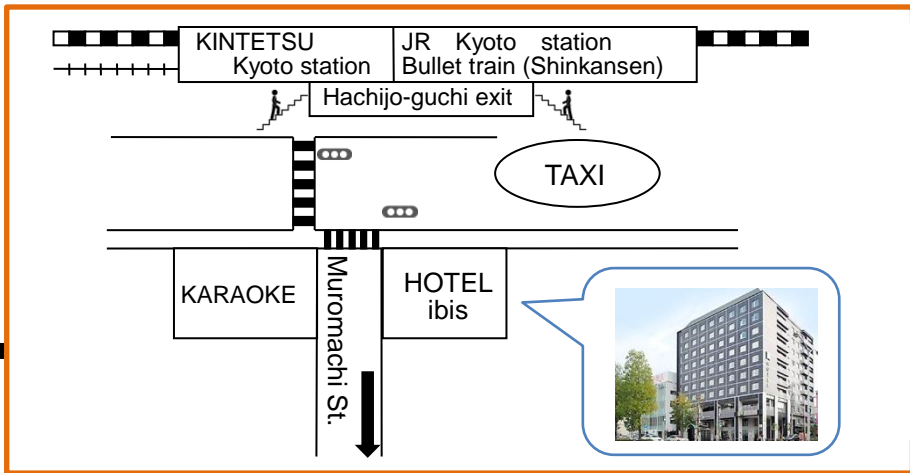 KINTETSU
Kyoto station
JR Kyoto station
Bullet train (Shinkansen)
Hachijo-guchi exit
TAXI
KARAOKE
Muromachi St.
HOTEL
ibis